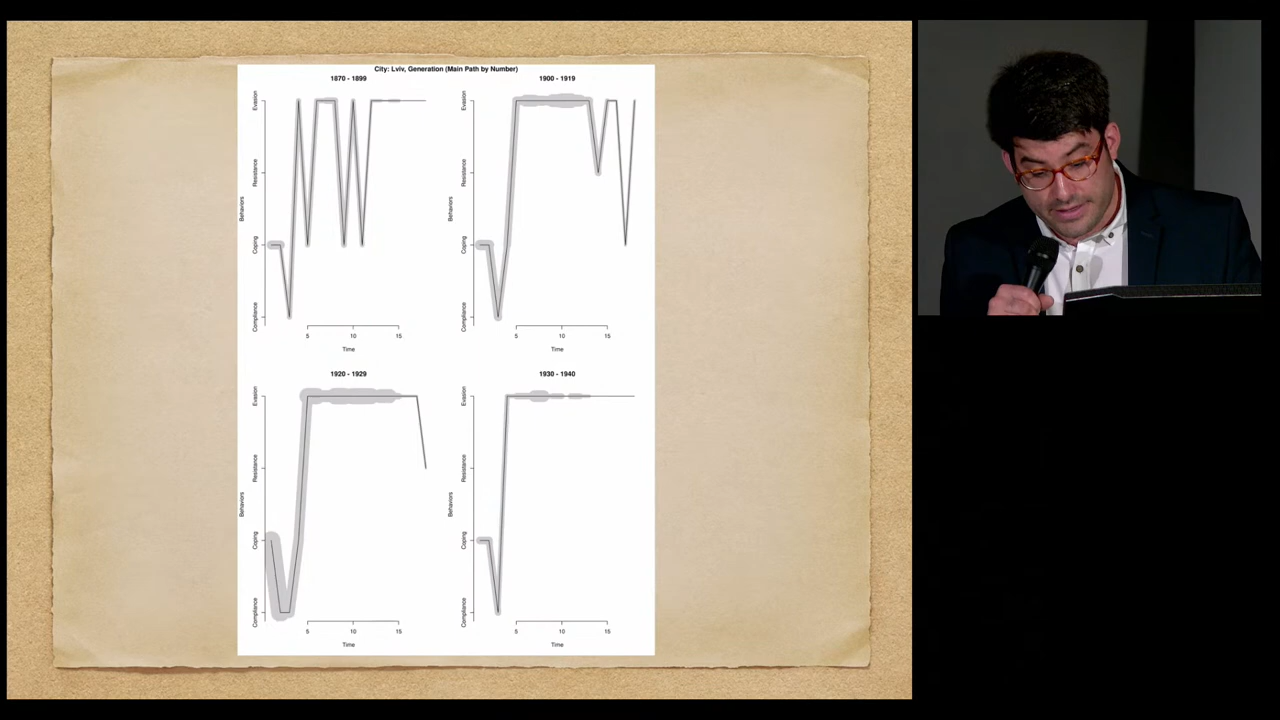 City: Lviv, Generation (Main Path by Number)
1870 - 1899
1900 - 1919
Evasion
Resistance
Coping
Compliance
Behaviors
5
10
15
Time
Evasion
Resistance
Coping
Compliance
Behaviors
5
10
15
Time
1920 - 1929
1930 - 1940
Evasion
Resistance
Coping
Compliance
Behaviors
5
10
15
Time
Evasion
Resistance
Coping
Compliance
Behaviors
5
10
15
Time